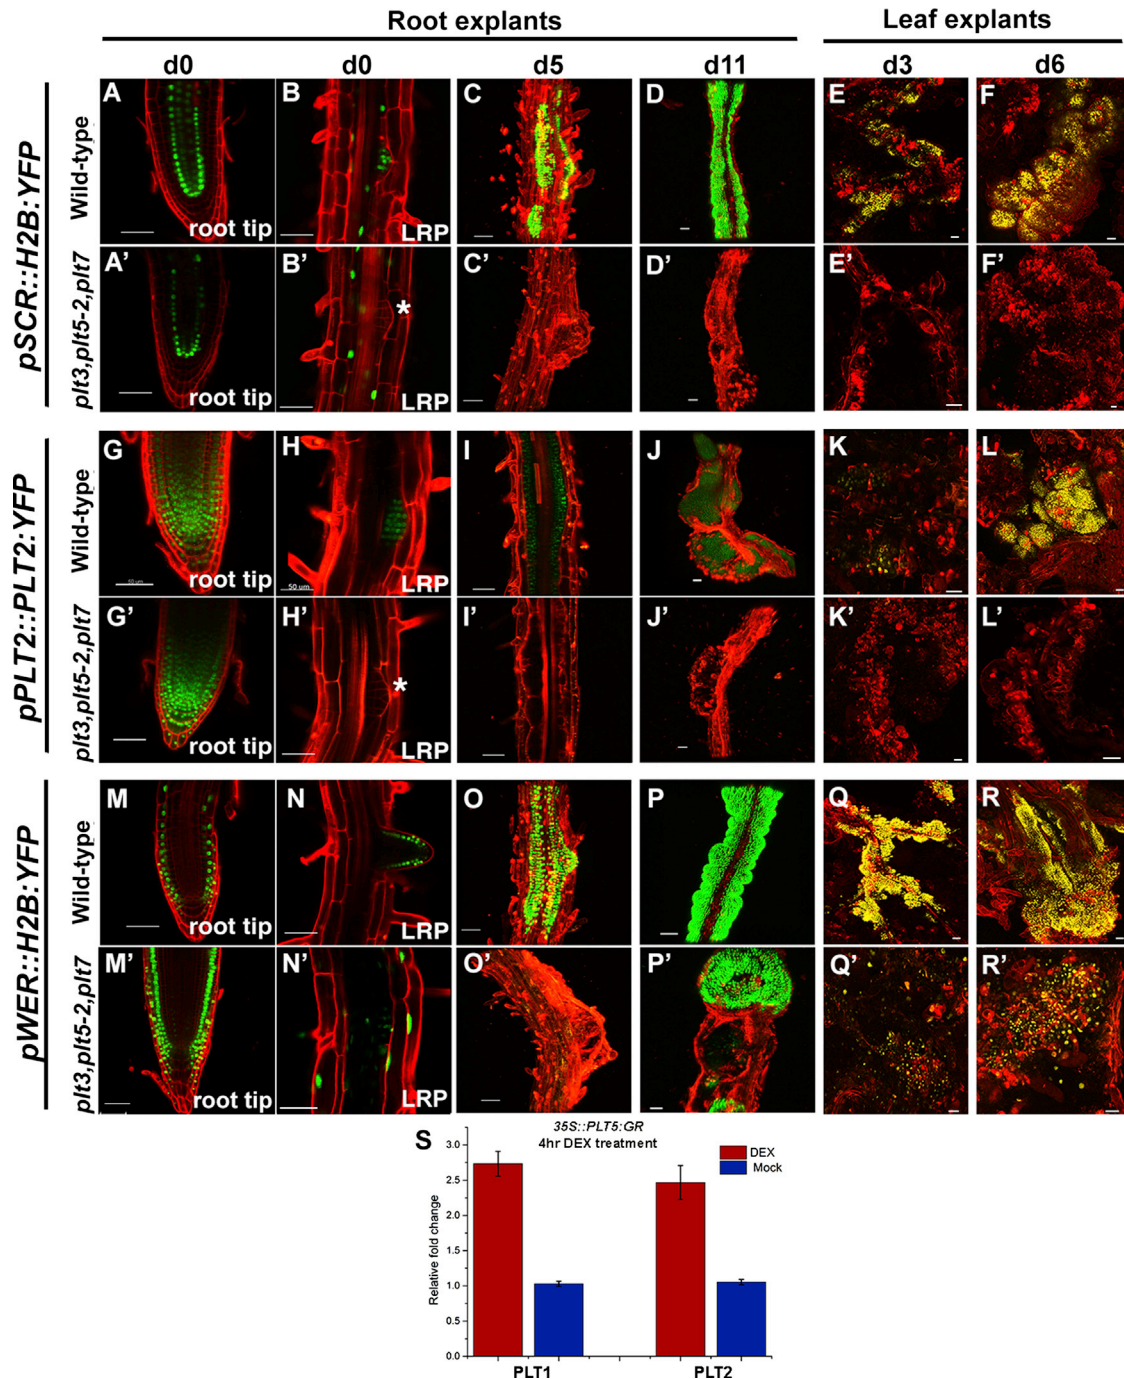 Root explants
Leaf explants
d0
d0
d5
d11
d3
d6
pSCR::H2B:YFP
Wild-type
A
root tip
B
LRP
C
D
E
F
plt3,plt5-2,plt7
A'
root tip
B'
*
LRP
C'
D'
E'
F'
pPLT2::PLT2:YFP
Wild-type
G
50 um
root tip
H
50 um
LRP
I
J
K
L
plt3,plt5-2,plt7
G'
root tip
H'
*
LRP
I'
J'
K'
L'
pWER::H2B:YFP
Wild-type
M
root tip
N
LRP
O
P
Q
R
plt3,plt5-2,plt7
M'
root tip
N'
LRP
O'
P'
Q'
R'
S
35S::PLT5:GR
4hr DEX treatment
DEX
Mock
Relative fold change
3.0
2.5
2.0
1.5
1.0
0.5
0.0
PLT1
PLT2